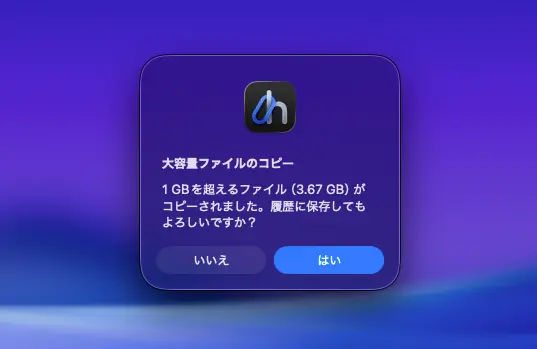 大容量ファイルのコピー
1 GBを超えるファイル（3.67 GB）が
コピーされました。履歴に保存しても
よろしいですか？
いいえ
はい